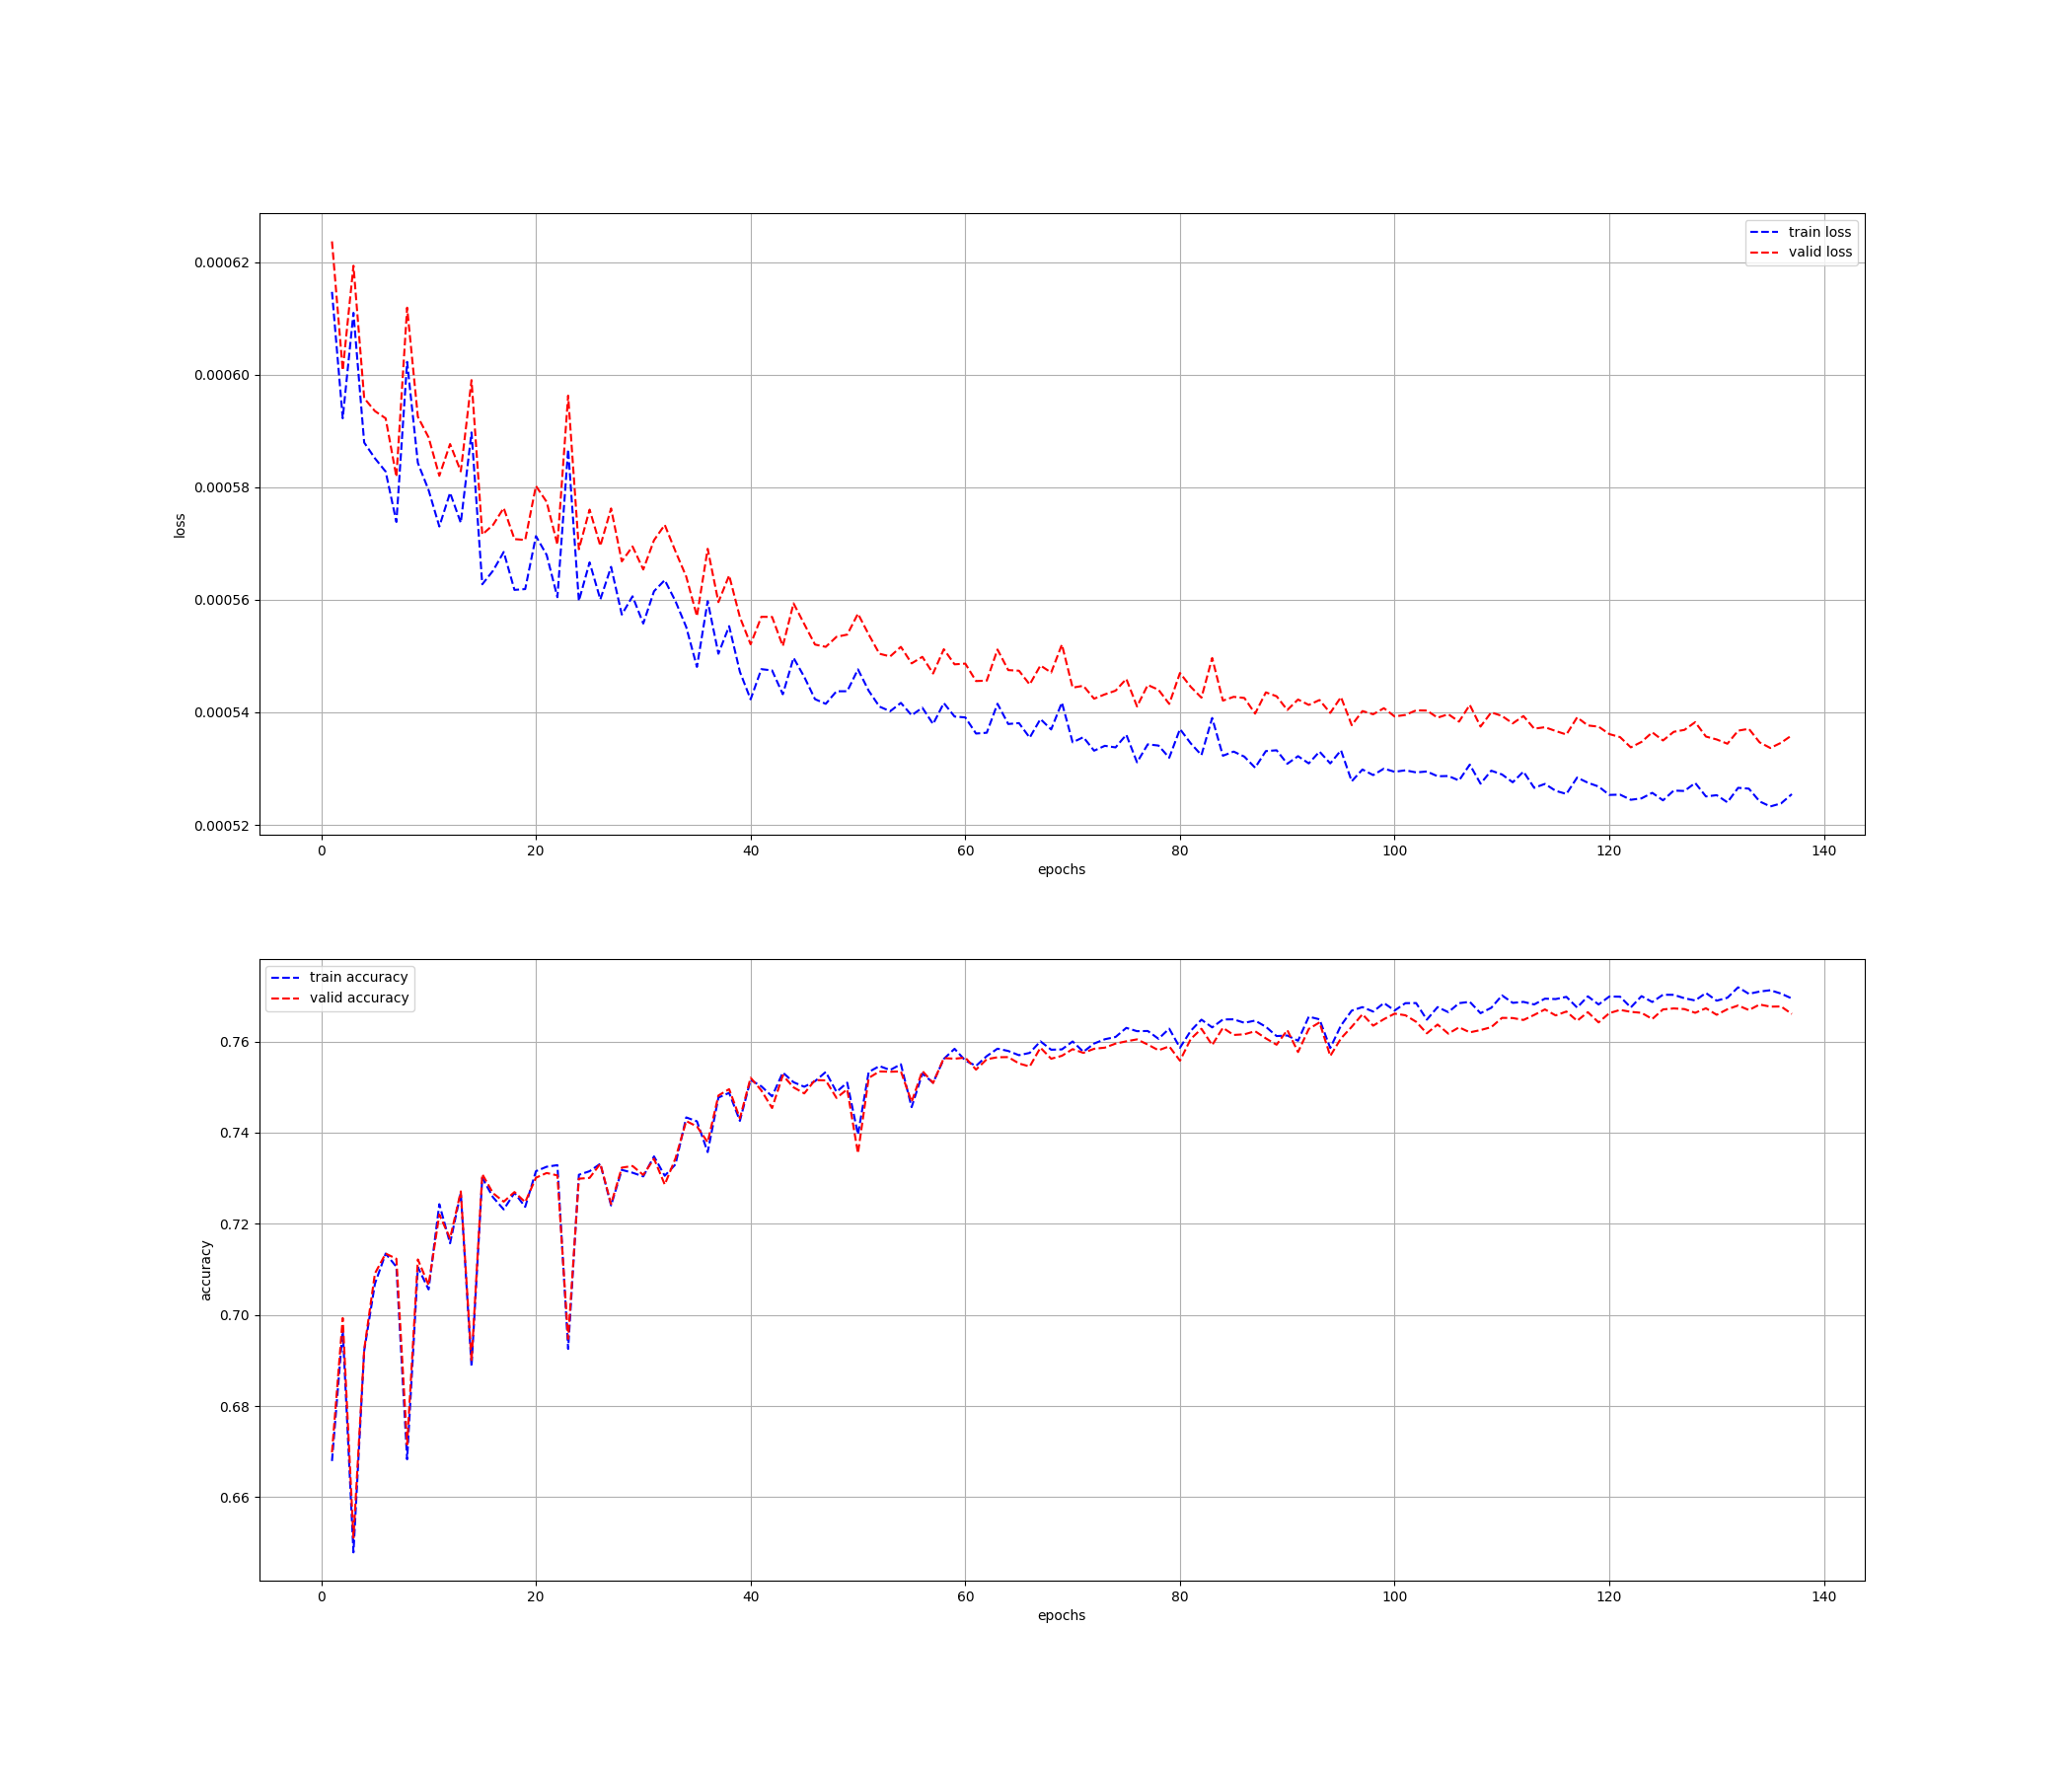 train loss
valid loss
0.00062
0.00060
0.00058
0.00056
0.00054
0.00052
loss
0 20 40 60 80 100 120 140
epochs
train accuracy
valid accuracy
0.76
0.74
0.72
0.70
0.68
0.66
accuracy
0 20 40 60 80 100 120 140
epochs